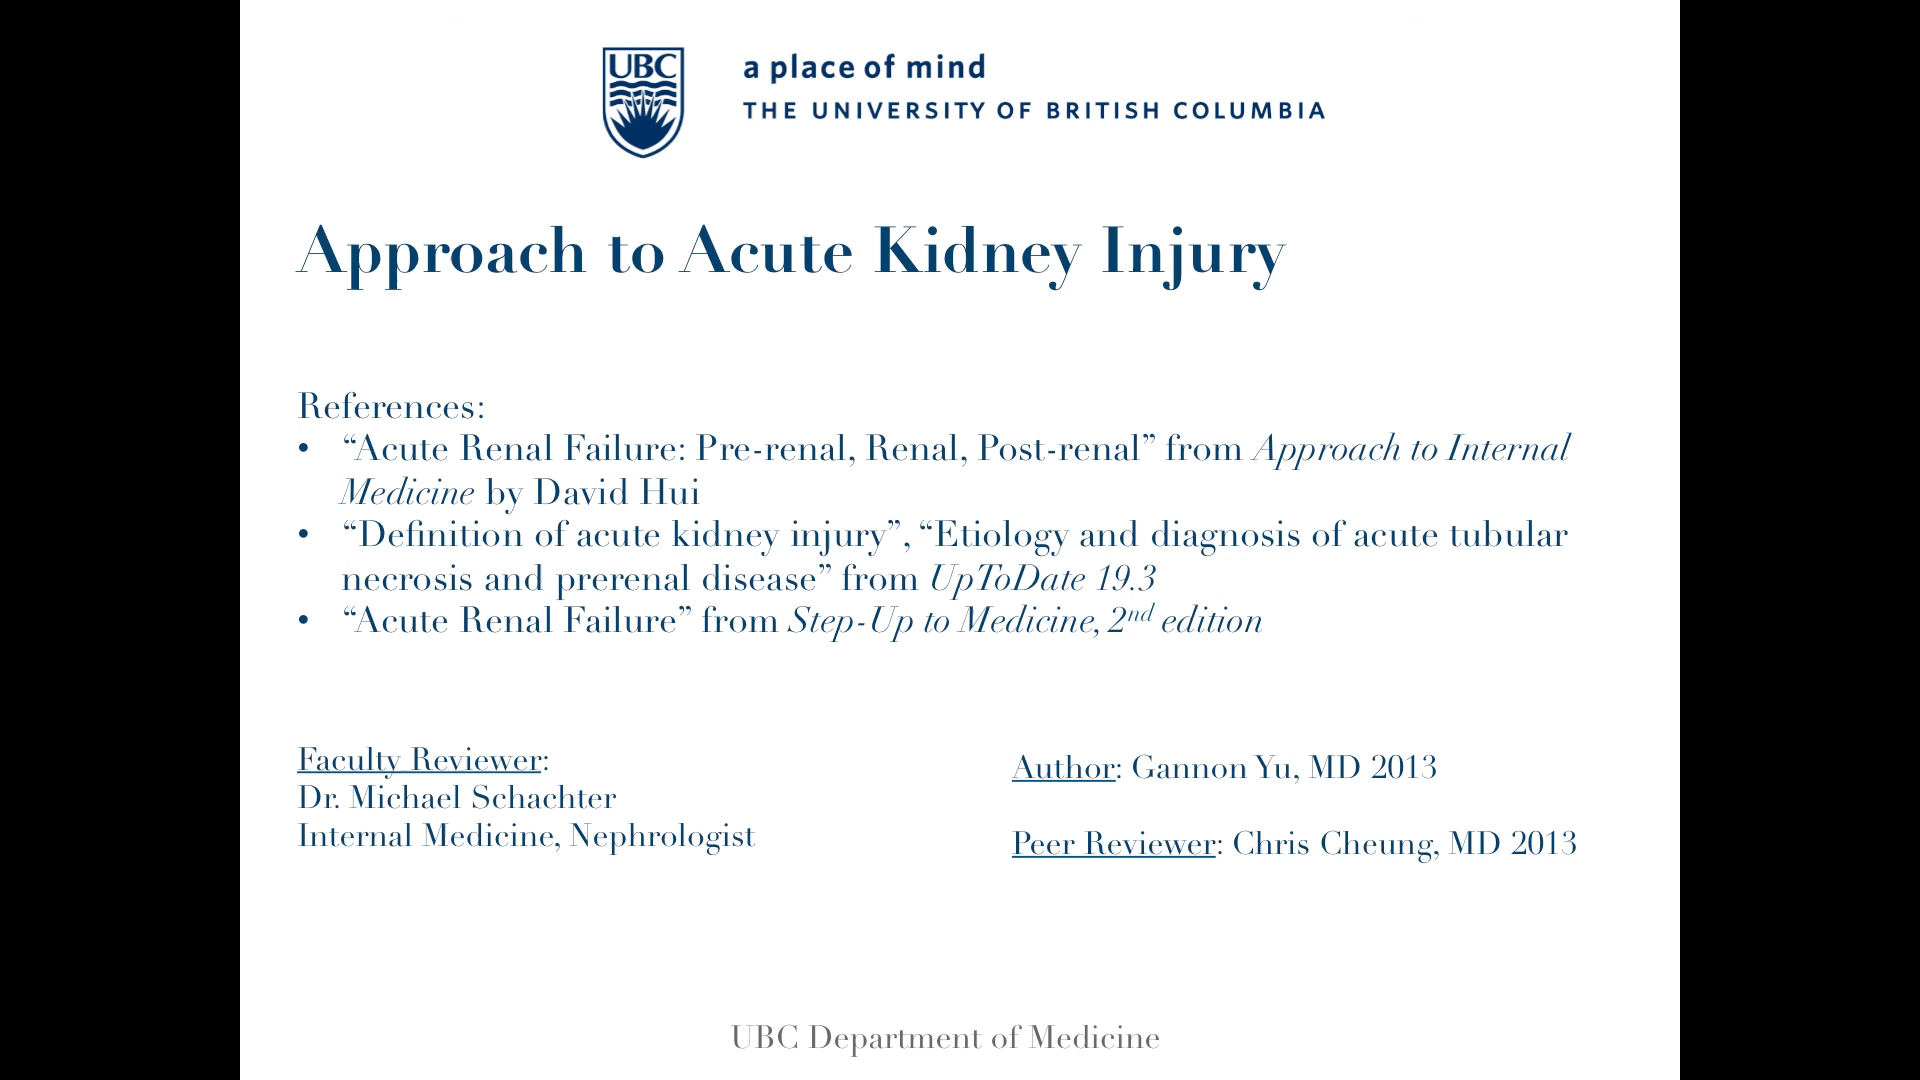 UBC
a place of mind
THE UNIVERSITY OF BRITISH COLUMBIA
Approach to Acute Kidney Injury
References:
• “Acute Renal Failure: Pre-renal, Renal, Post-renal” from Approach to Internal
Medicine by David Hui
• “Definition of acute kidney injury”, “Etiology and diagnosis of acute tubular
necrosis and prerenal disease” from UpToDate 19.3
• “Acute Renal Failure” from Step-Up to Medicine, 2nd edition
Faculty Reviewer:
Dr. Michael Schachter
Internal Medicine, Nephrologist
Author: Gannon Yu, MD 2013
Peer Reviewer: Chris Cheung, MD 2013
UBC Department of Medicine